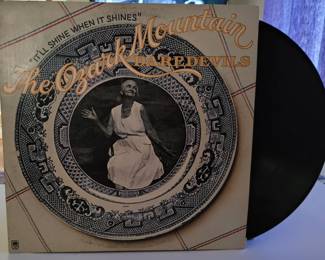 "IT'LL SHINE WHEN IT SHINES"
The Ozark Mountain
DAREDEVILS